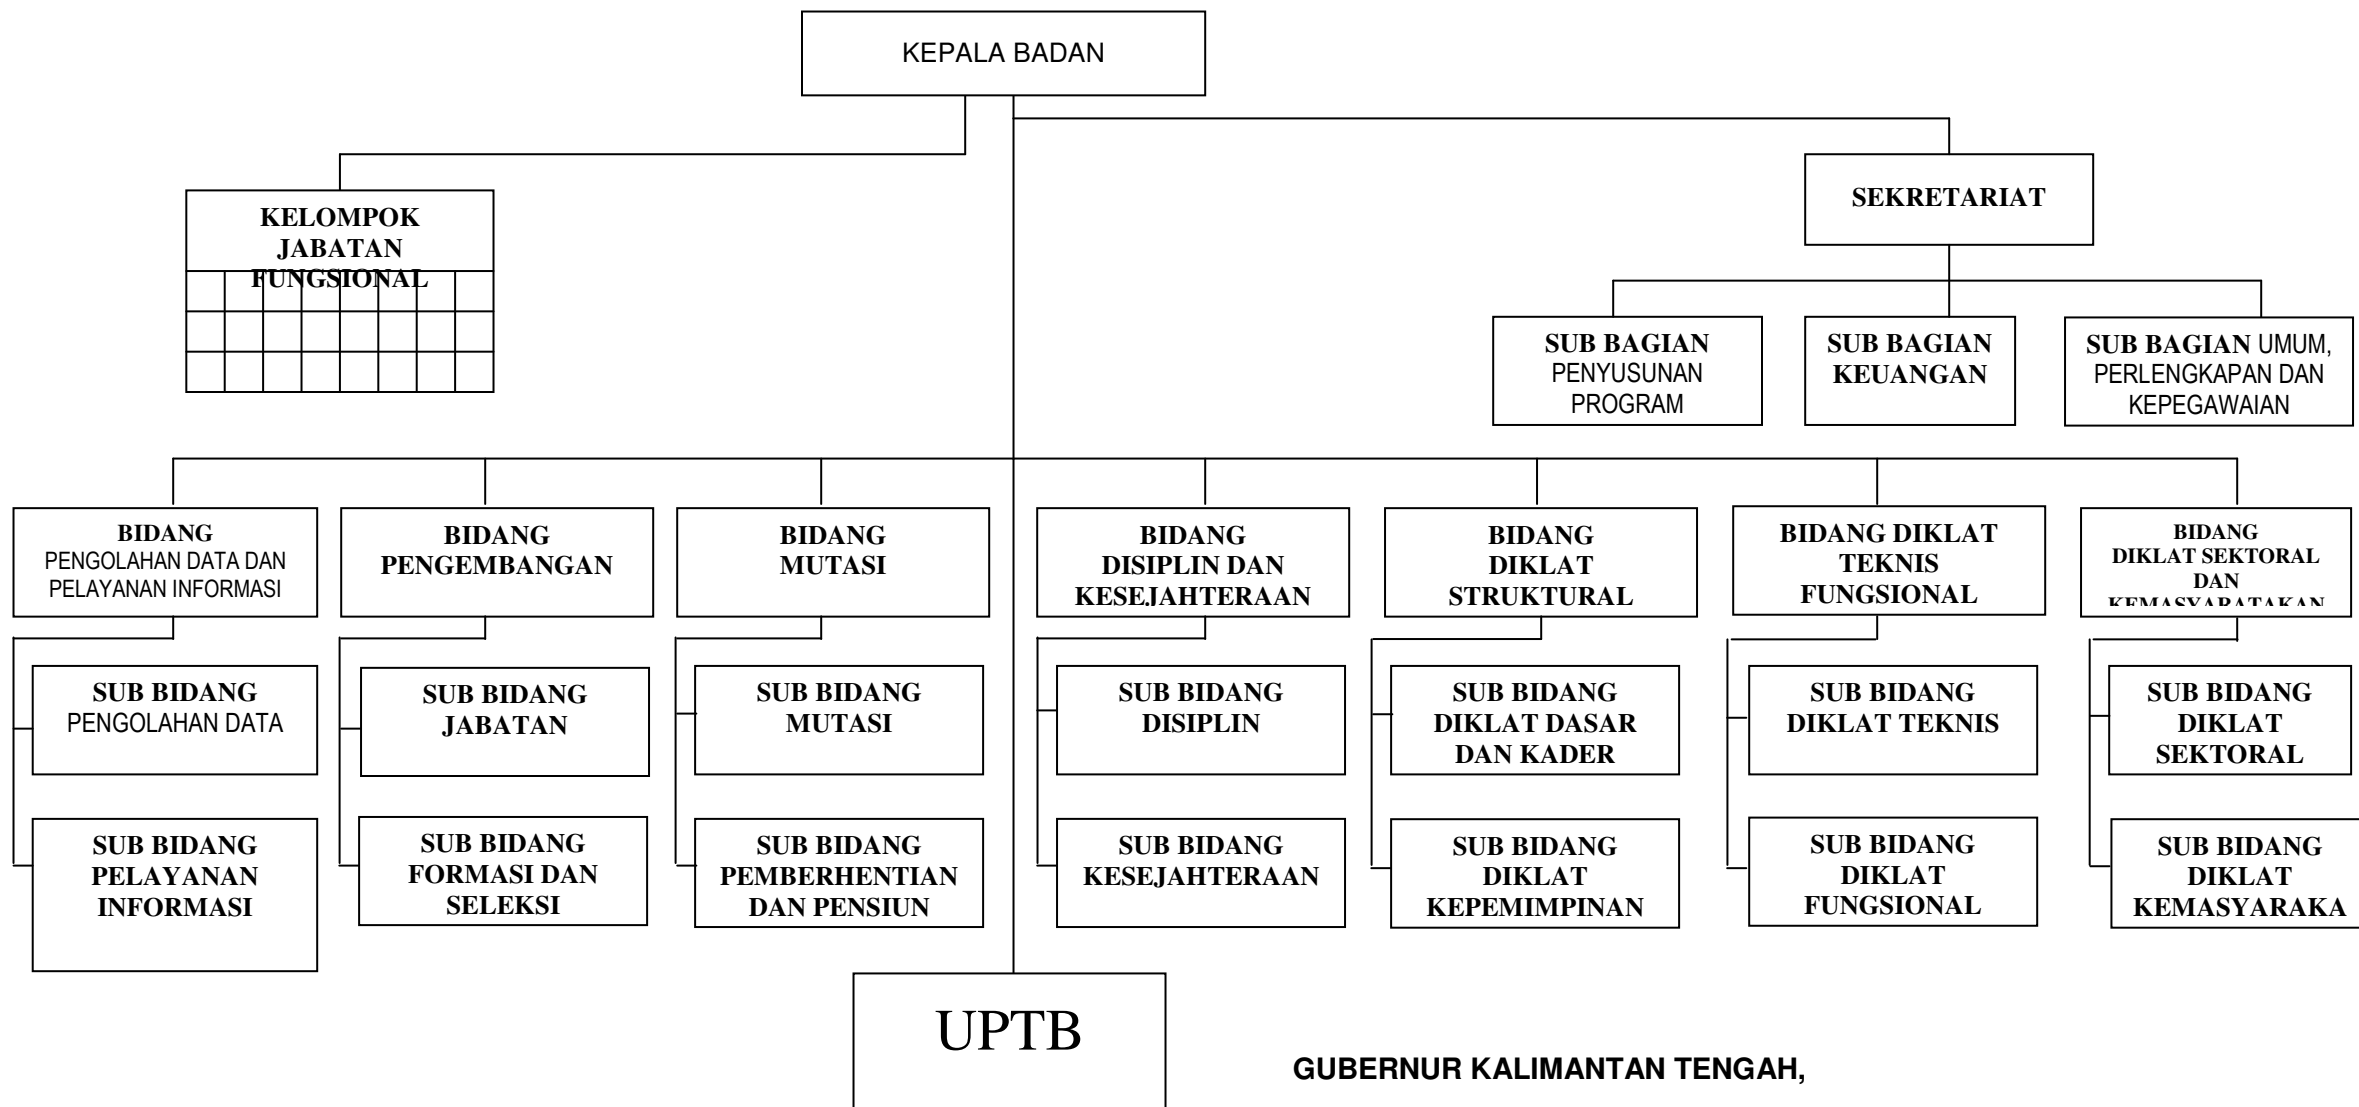 KEPALA BADAN
SEKRETARIAT
KELOMPOK
JABATAN
FUNGSIONAL
SUB BAGIAN
PENYUSUNAN
PROGRAM
SUB BAGIAN
KEUANGAN
SUB BAGIAN UMUM,
PERLENGKAPAN DAN
KEPEGAWAIAN
BIDANG
PENGOLAHAN DATA DAN
PELAYANAN INFORMASI
BIDANG
PENGEMBANGAN
BIDANG
MUTASI
BIDANG
DISIPLIN DAN
KESEJAHTERAAN
BIDANG
DIKLAT
STRUKTURAL
BIDANG DIKLAT
TEKNIS
FUNGSIONAL
BIDANG
DIKLAT SEKTORAL
DAN
KEMASYARATAKAN
SUB BIDANG
PENGOLAHAN DATA
SUB BIDANG
JABATAN
SUB BIDANG
MUTASI
SUB BIDANG
DISIPLIN
SUB BIDANG
DIKLAT DASAR
DAN KADER
SUB BIDANG
DIKLAT TEKNIS
SUB BIDANG
DIKLAT
SEKTORAL
SUB BIDANG
PELAYANAN
INFORMASI
SUB BIDANG
FORMASI DAN
SELEKSI
SUB BIDANG
PEMBERHENTIAN
DAN PENSIUN
SUB BIDANG
KESEJAHTERAAN
SUB BIDANG
DIKLAT
KEPEMIMPINAN
SUB BIDANG
DIKLAT
FUNGSIONAL
SUB BIDANG
DIKLAT
KEMASYARAKA
UPTB
GUBERNUR KALIMANTAN TENGAH,